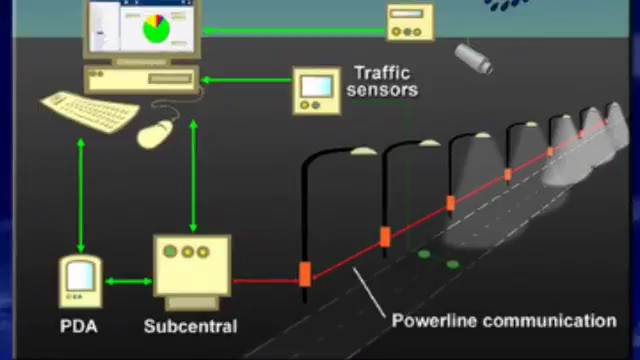 Traffic
sensors
PDA
Subcentral
Powerline communication